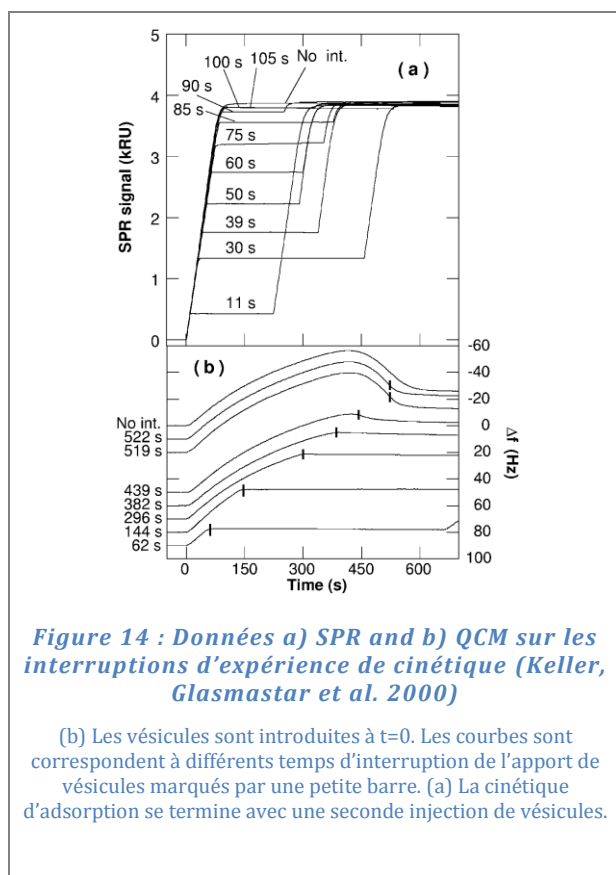 5
4
3
2
1
0
SPR signal (kRU)
(a)
No int.
100 s
105 s
90 s
85 s
75 s
60 s
50 s
39 s
30 s
11 s
(b)
-60
-40
-20
0
20
40
60
80
100
Δf (Hz)
No int.
522 s
519 s
439 s
382 s
296 s
144 s
62 s
0
150
300
450
600
Time (s)
Figure 14 : Données a) SPR and b) QCM sur les
interruptions d’expérience de cinétique (Keller,
Glasmastar et al. 2000)
(b) Les vésicules sont introduites à t=0. Les courbes sont
correspondent à différents temps d’interruption de l’apport de
vésicules marqués par une petite barre. (a) La cinétique
d’adsorption se termine avec une seconde injection de vésicules.